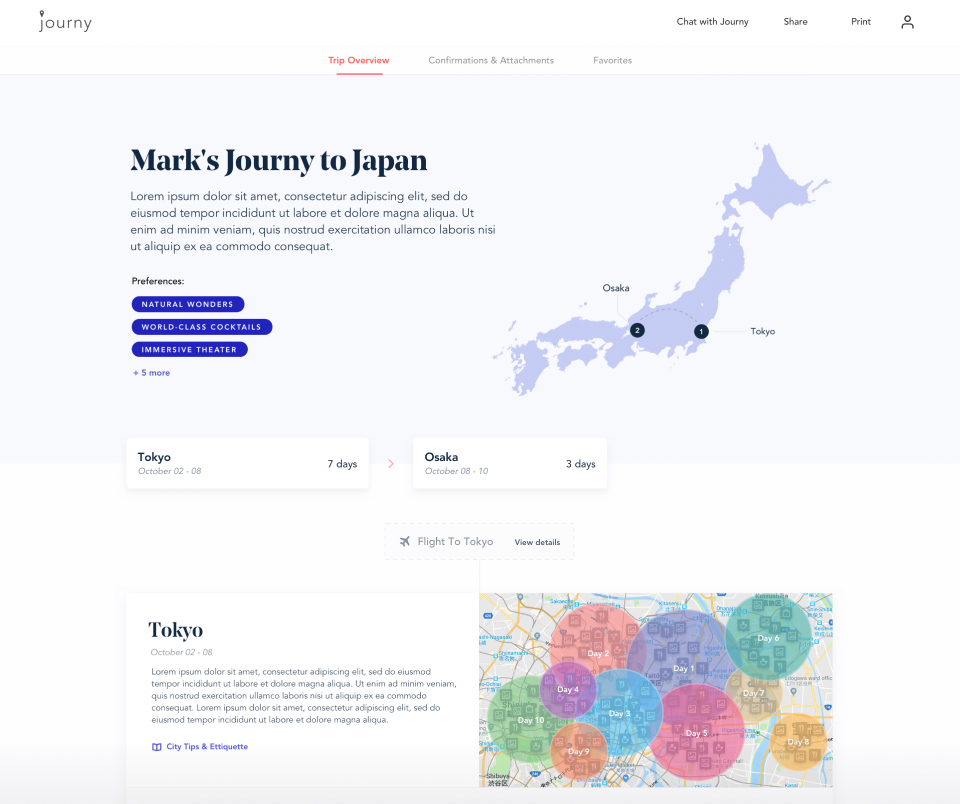 journy
Chat with Journy
Share
Print
Trip Overview
Confirmations & Attachments
Favorites
Mark's Journy to Japan
Lorem ipsum dolor sit amet, consectetur adipiscing elit, sed do
eiusmod tempor incididunt ut labore et dolore magna aliqua. Ut
enim ad minim veniam, quis nostrud exercitation ullamco laboris nisi
ut aliquip ex ea commodo consequat.
Preferences:
NATURAL WONDERS
WORLD-CLASS COCKTAILS
IMMERSIVE THEATER
+ 5 more
Osaka
2
1
Tokyo
Tokyo
October 02 - 08
7 days
Osaka
October 08 - 10
3 days
Flight To Tokyo
View details
Tokyo
October 02 - 08
Lorem ipsum dolor sit amet, consectetur adipiscing elit, sed do eiusmod
tempor incididunt ut labore et dolore magna aliqua. Ut enim ad minim veniam,
quis nostrud exercitation ullamco laboris nisi ut aliquip ex ea commodo
consequat. Lorem ipsum dolor sit amet, consectetur adipiscing elit, sed do
eiusmod tempor incididunt ut labore et dolore magna aliqua.
City Tips & Ettiquette
Day 6
Day 2
Day 1
Day 4
Day 7
Day 3
Day 10
Day 5
Day 8
Day 9
Shibuya
渋谷区